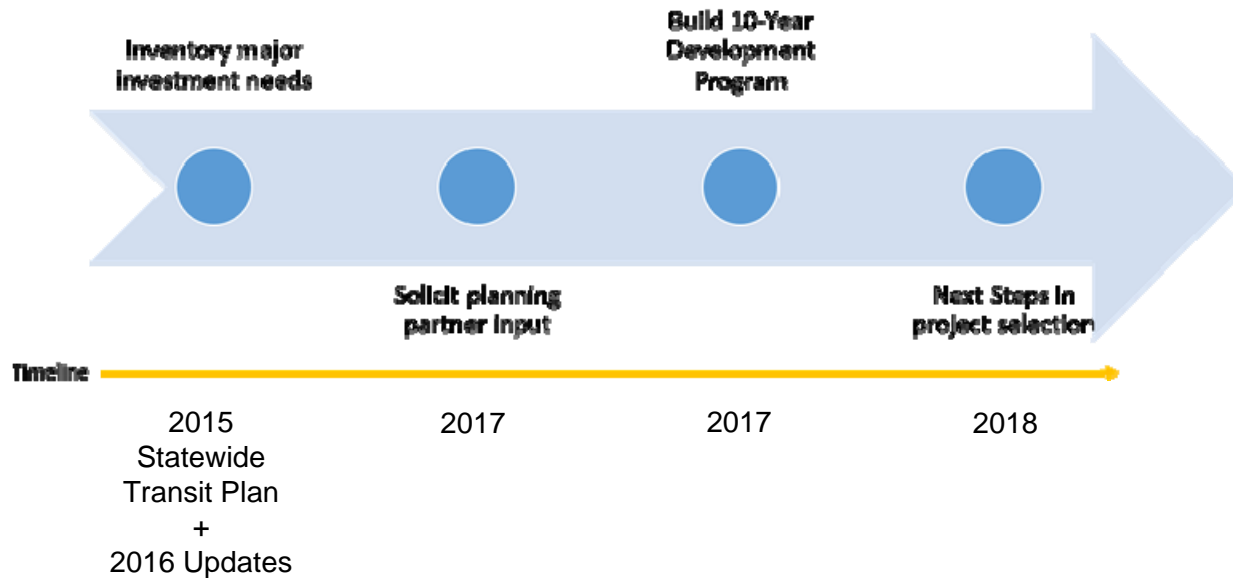 Inventory major
investment needs
Build 10-Year
Development
Program
Solicit planning
partner input
Next Steps in
project selection
Timeline
2015
Statewide
Transit Plan
+
2016 Updates
2017
2017
2018